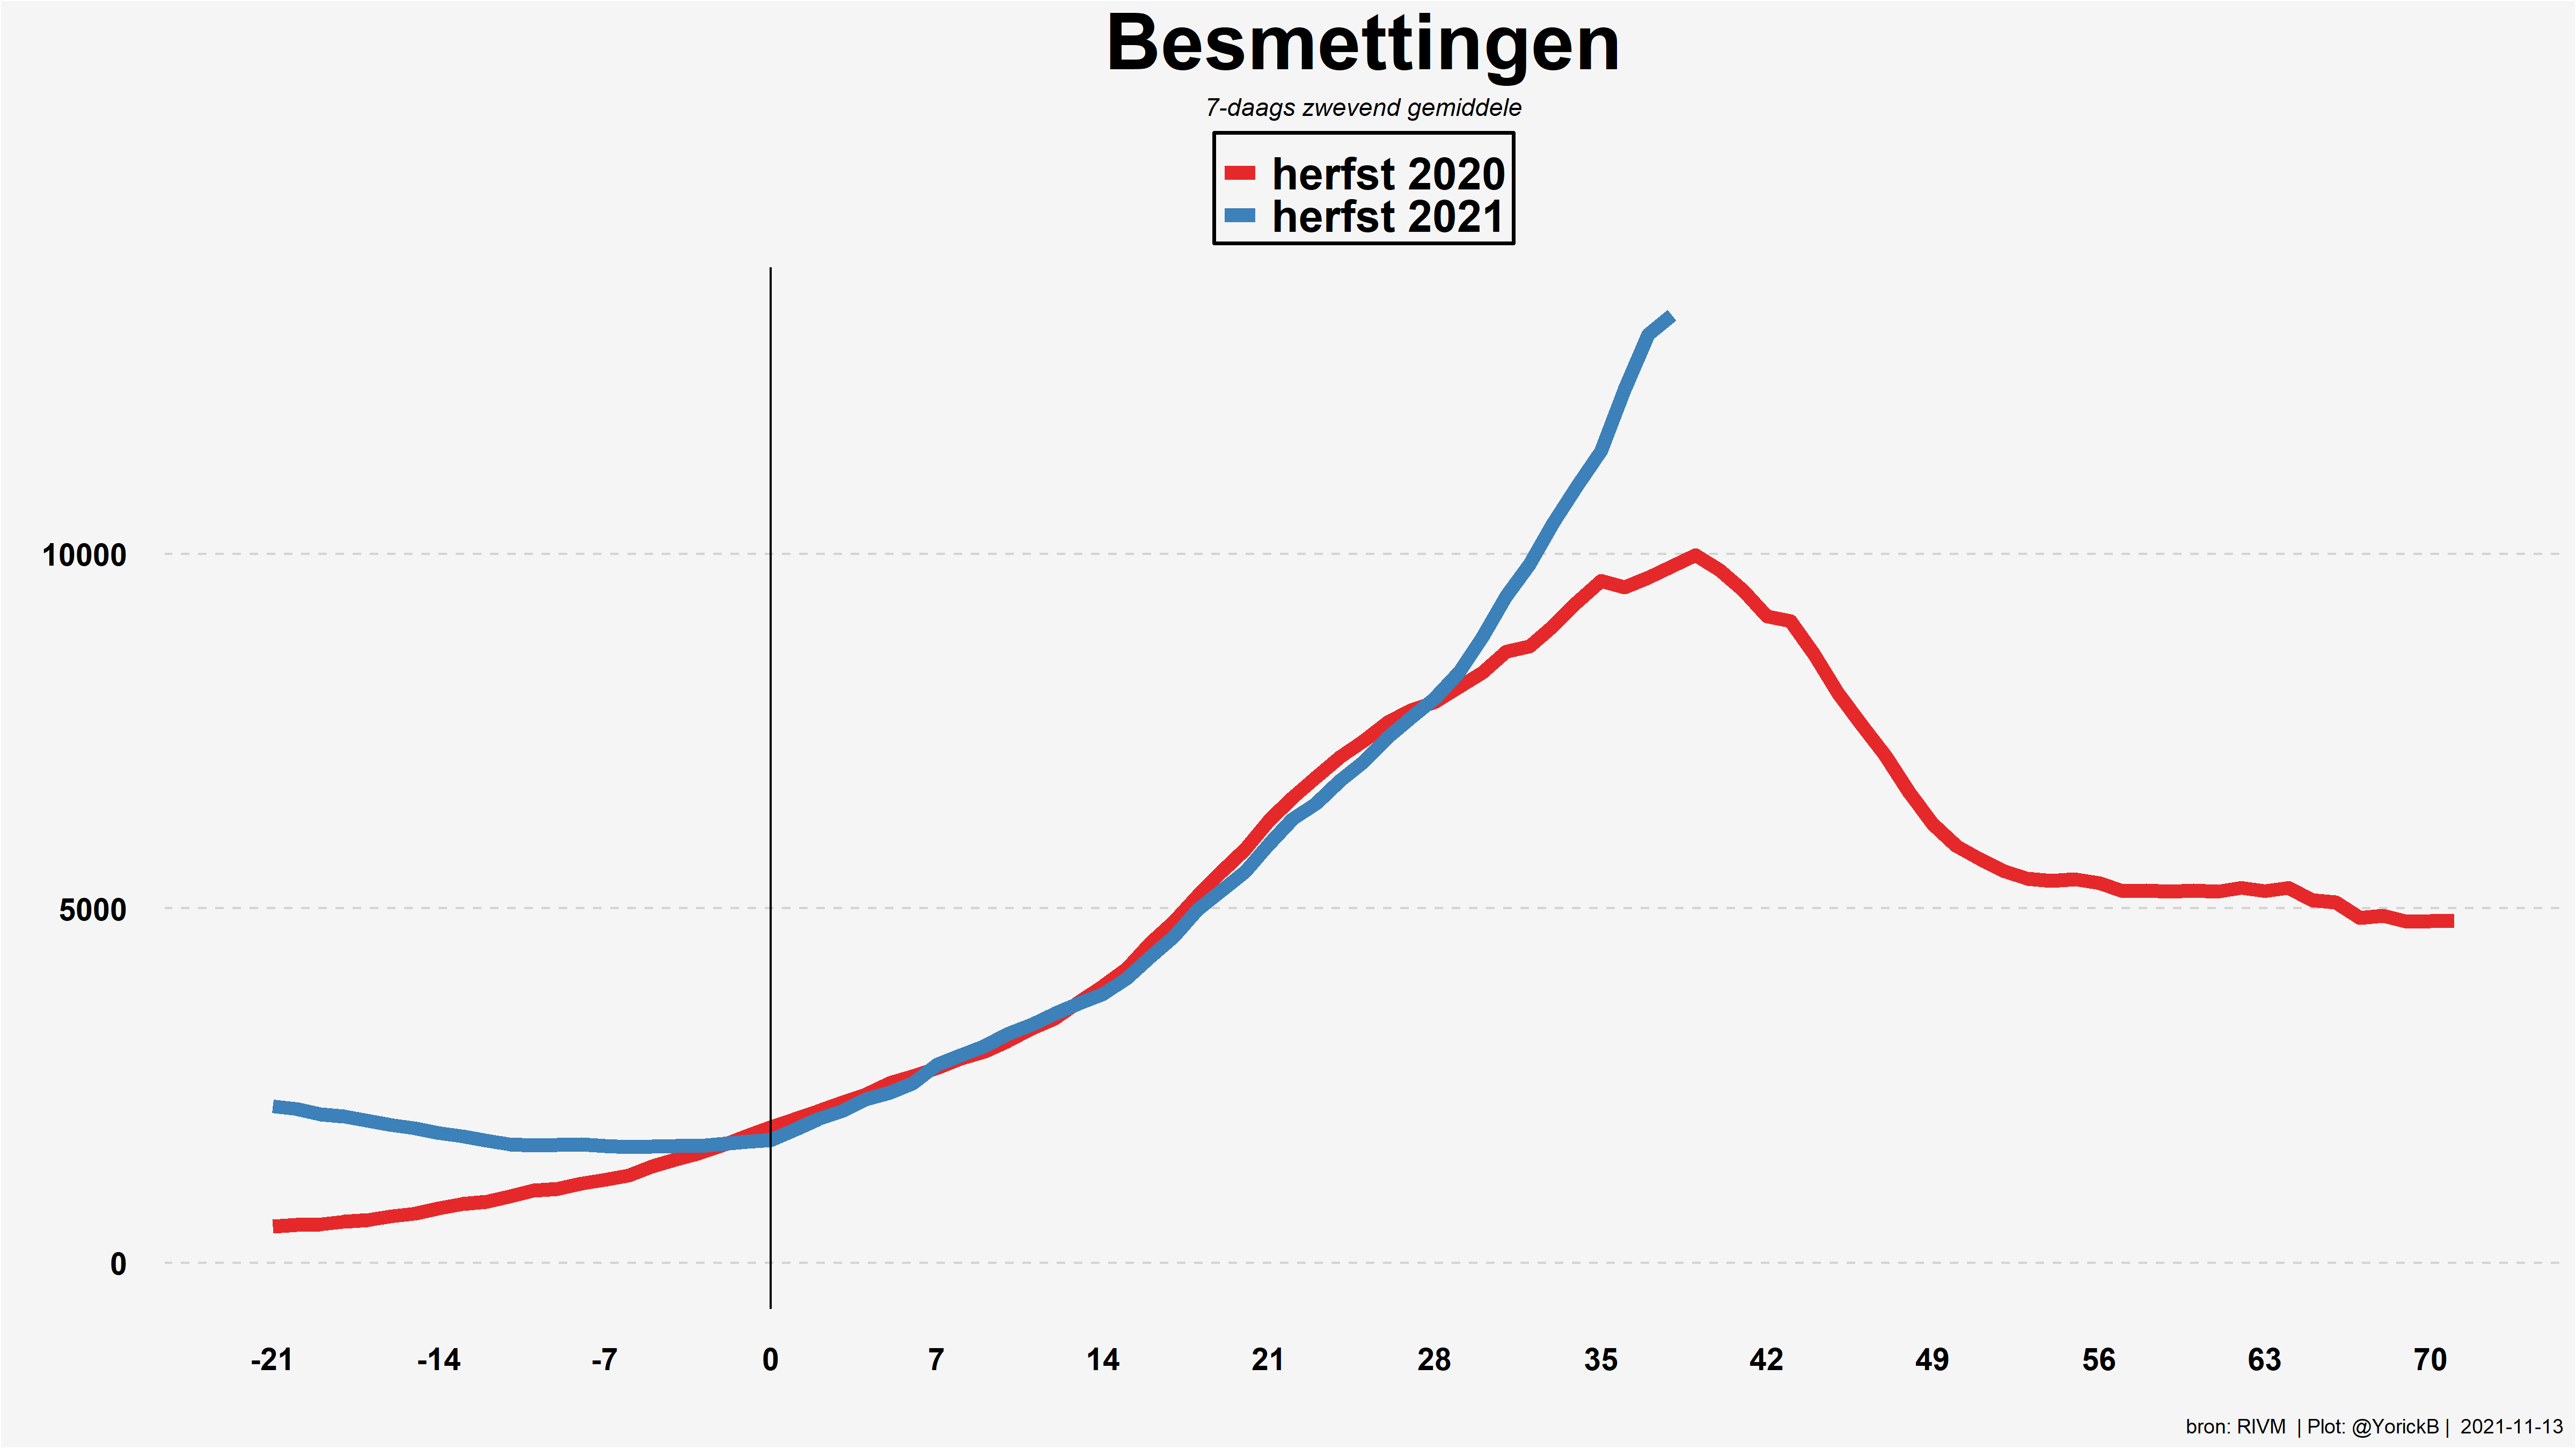 Besmettingen
7-daags zwevend gemiddele
herfst 2020
herfst 2021
10000
5000
0
-21 -14 -7 0 7 14 21 28 35 42 49 56 63 70
bron: RIVM | Plot: @YorickB | 2021-11-13